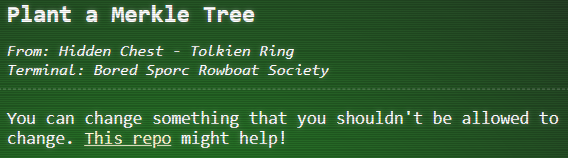 Plant a Merkle Tree
From: Hidden Chest - Tolkien Ring
Terminal: Bored Sporc Rowboat Society
You can change something that you shouldn't be allowed to
change. This repo might help!